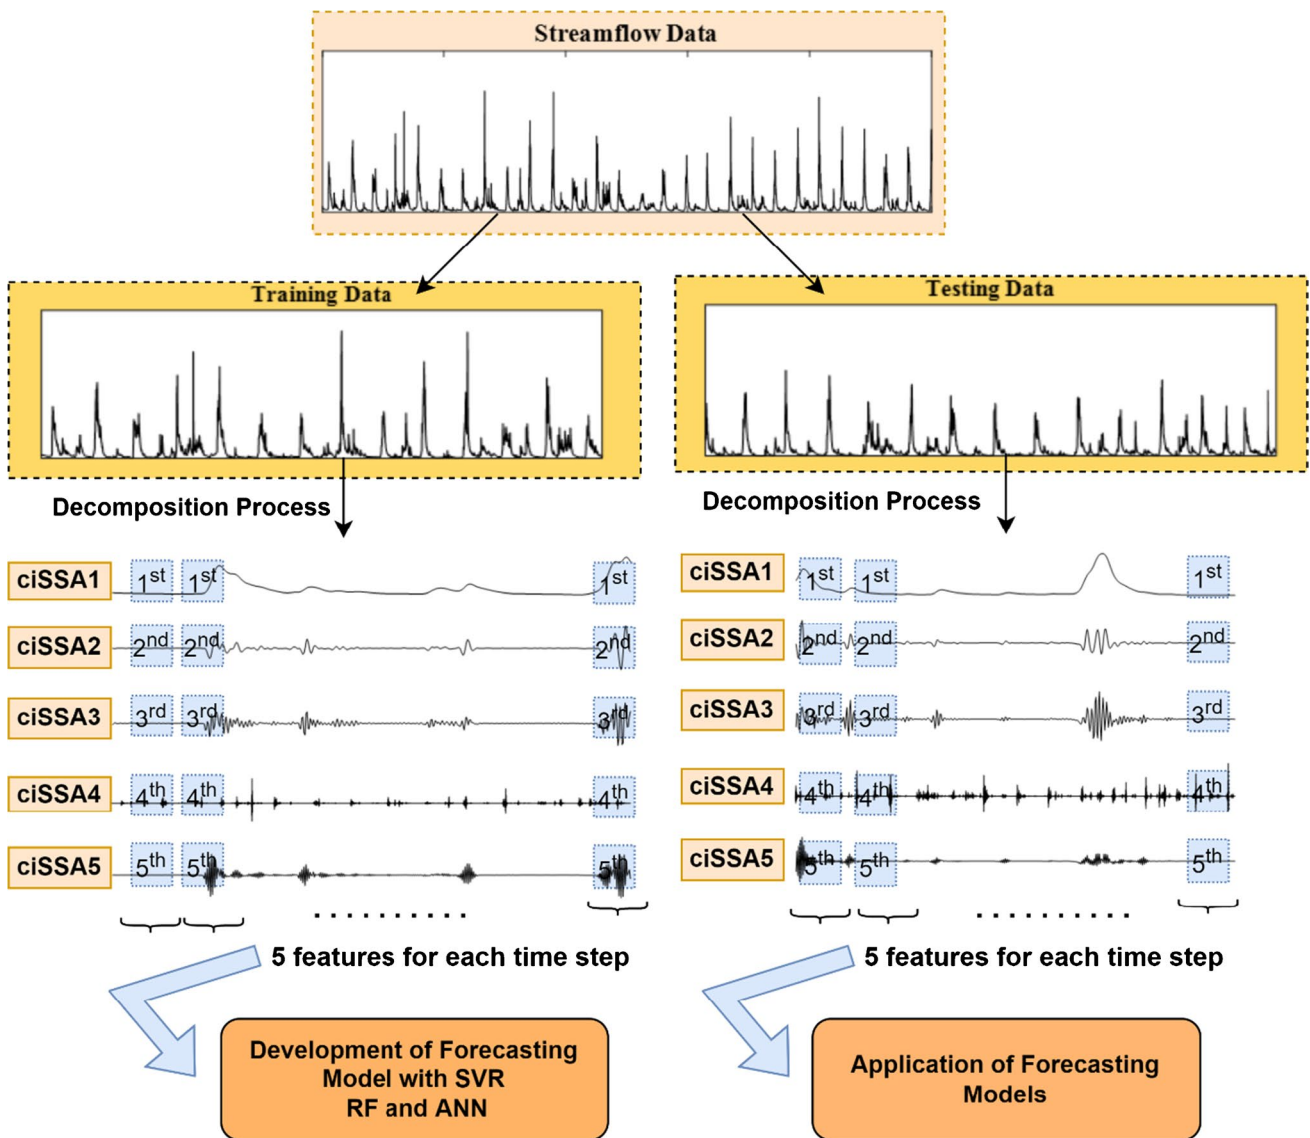 Streamflow Data
Training Data
Testing Data
Decomposition Process
Decomposition Process
ciSSA1
1st
1st
1st
ciSSA2
2nd
2nd
2nd
ciSSA3
3rd
3rd
3rd
ciSSA4
4th
4th
4th
ciSSA5
5th
5th
5th
5 features for each time step
ciSSA1
1st
1st
1st
ciSSA2
2nd
2nd
2nd
ciSSA3
3rd
3rd
3rd
ciSSA4
4th
4th
4th
ciSSA5
5th
5th
5th
5 features for each time step
Development of Forecasting
Model with SVR
RF and ANN
Application of Forecasting
Models